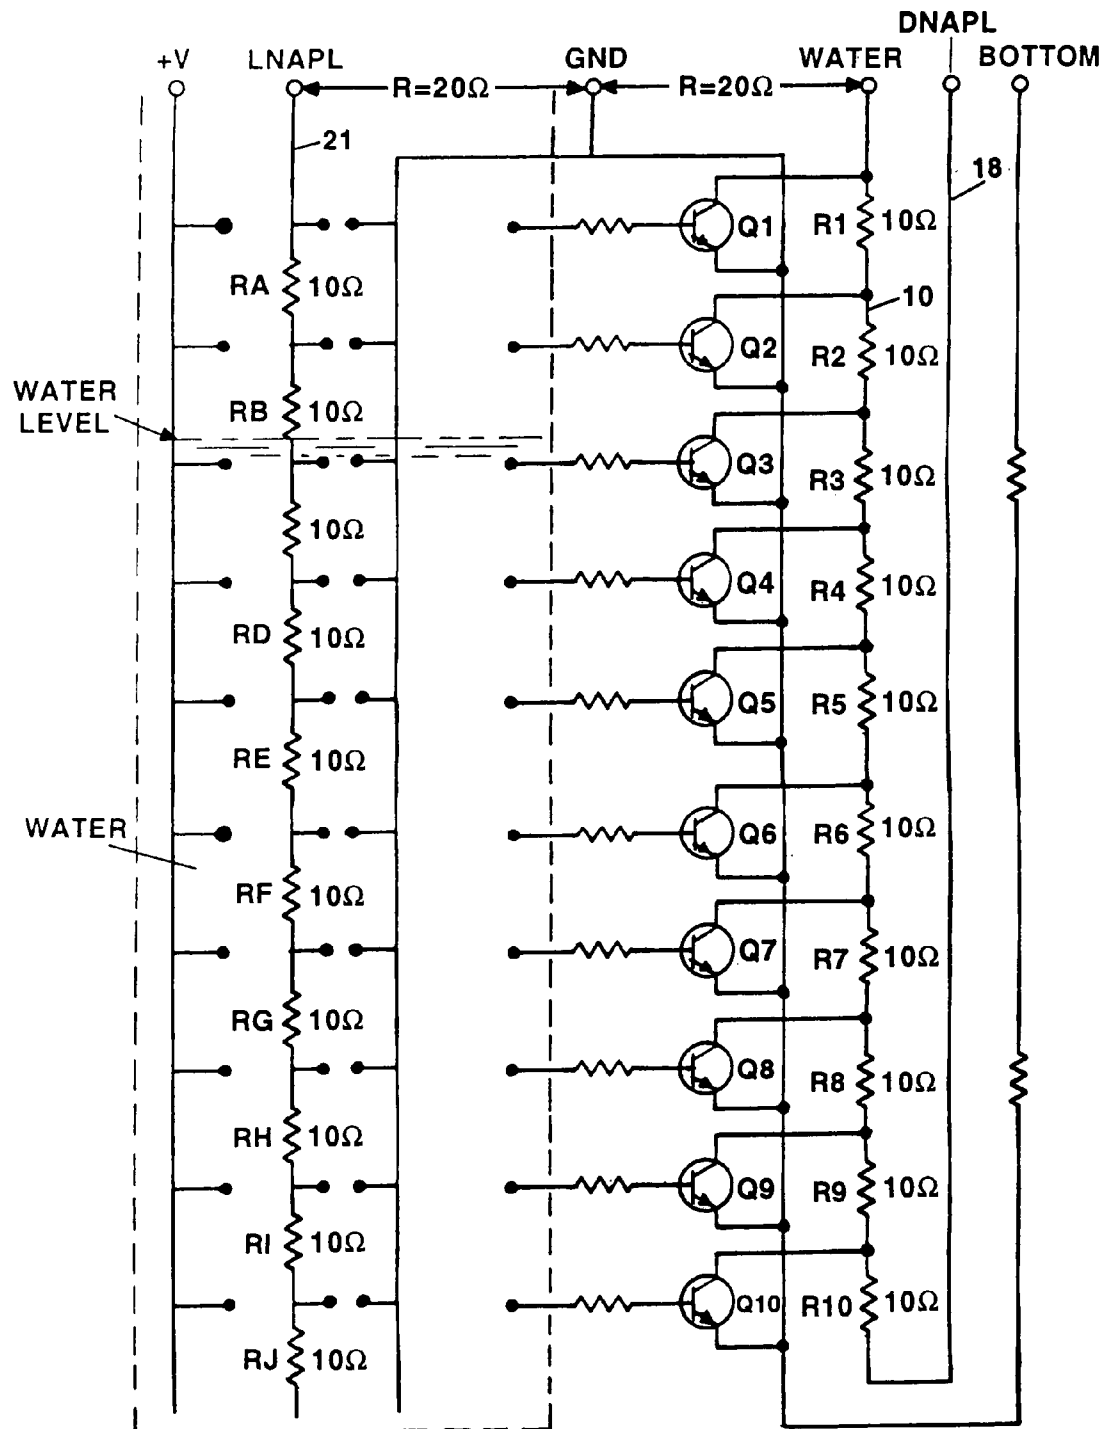 DNAPL
+V LNAPL GND WATER BOTTOM
R=20Ω R=20Ω
21
18
Q1 R1 10Ω
RA 10Ω
10
Q2 R2 10Ω
WATER
LEVEL
RB 10Ω
Q3 R3 10Ω
10Ω
Q4 R4 10Ω
RD 10Ω
Q5 R5 10Ω
RE 10Ω
WATER
Q6 R6 10Ω
RF 10Ω
Q7 R7 10Ω
RG 10Ω
Q8 R8 10Ω
RH 10Ω
Q9 R9 10Ω
RI 10Ω
Q10 R10 10Ω
RJ 10Ω